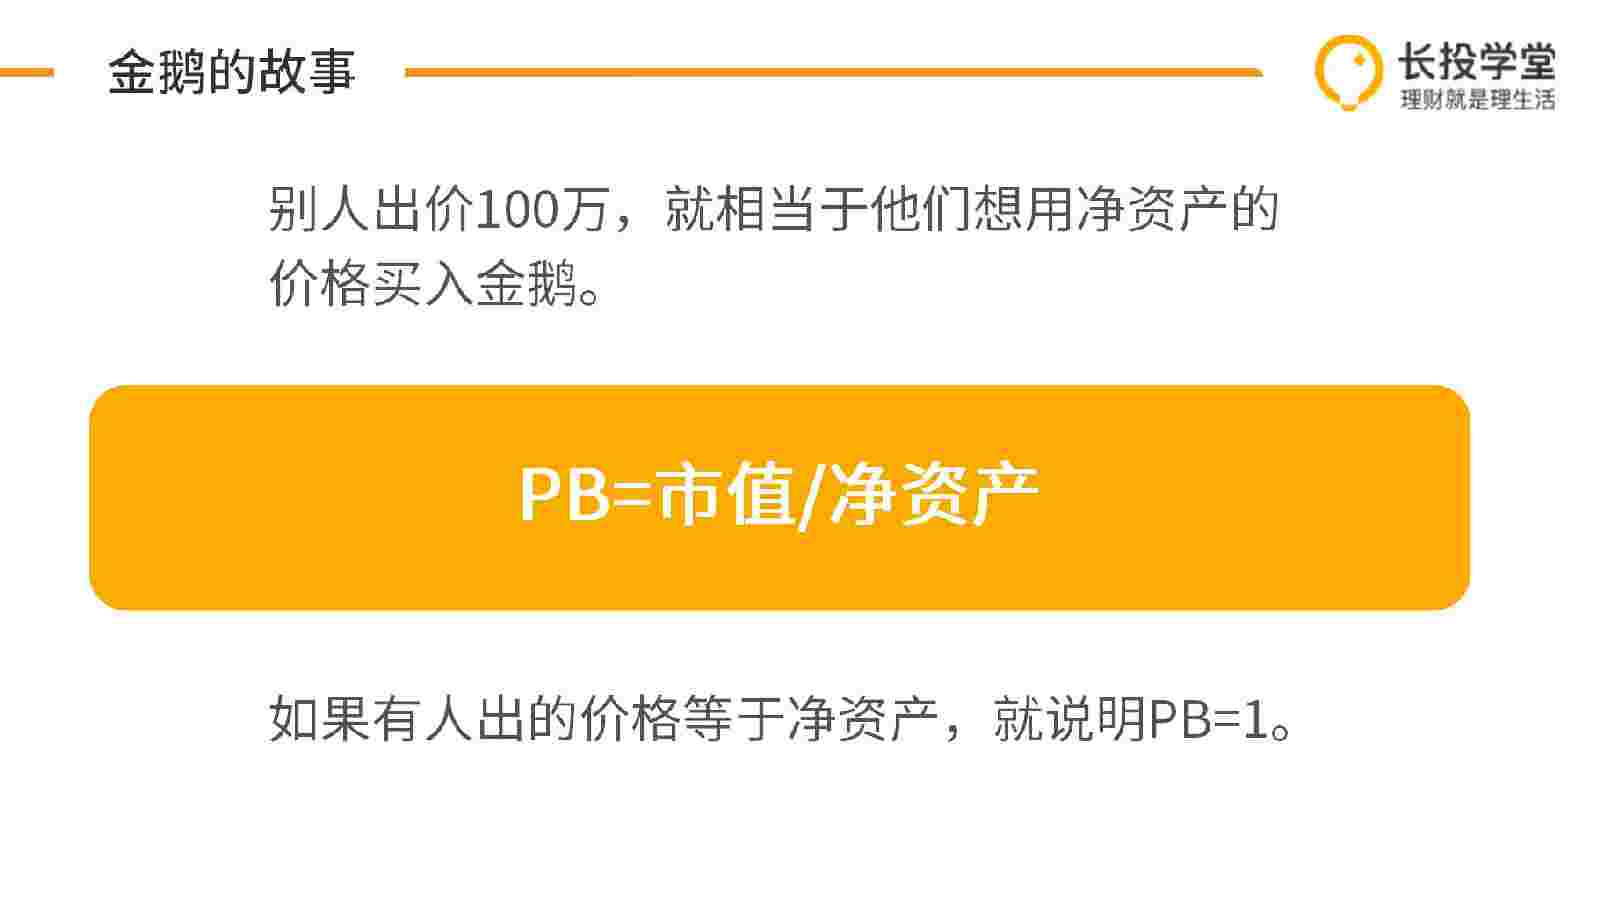 金鹅的故事
长投学堂
理财就是理生活
别人出价100万，就相当于他们想用净资产的
价格买入金鹅。
PB=市值/净资产
如果有人出的价格等于净资产，就说明PB=1。